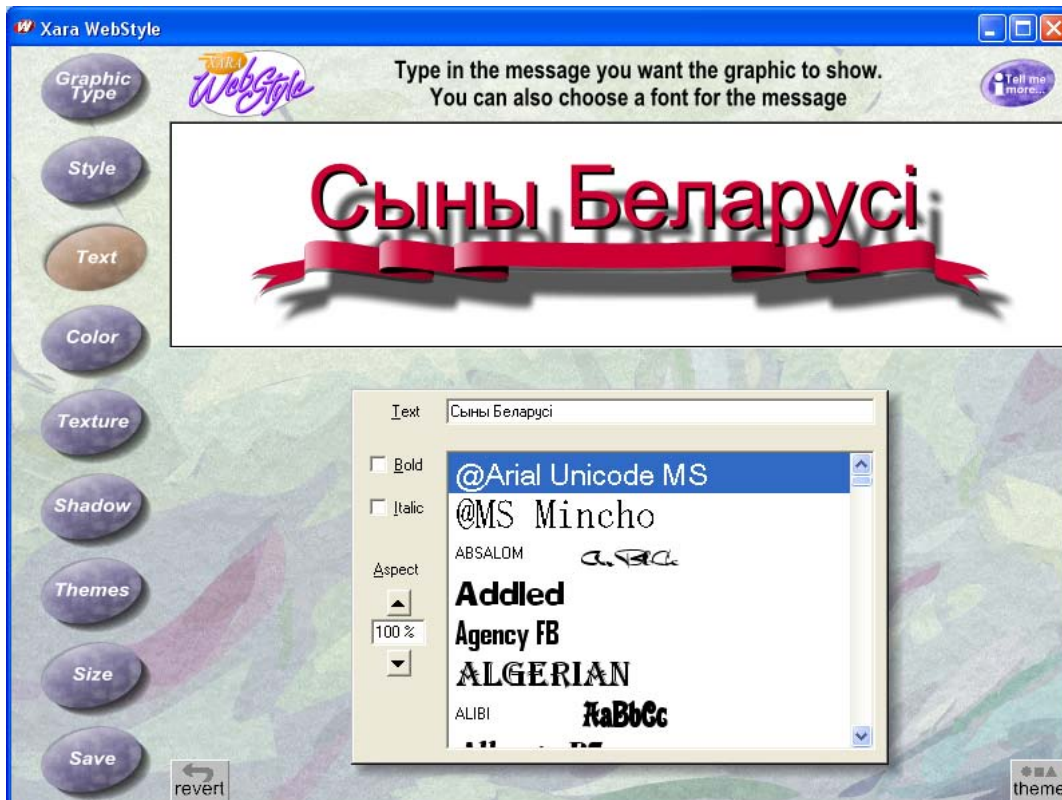 Xara WebStyle
Graphic
Type
XARA
WebStyle
Type in the message you want the graphic to show.
You can also choose a font for the message
Tell me
more...
Style
Text
Color
Texture
Shadow
Themes
Size
Save
Сыны Беларусі
Text
Сыны Беларусі
Bold
Italic
@Arial Unicode MS
@MS Mincho
ABSALOM
Addled
Aspect
100 %
Agency FB
ALGERIAN
ALIBI AaBbCc
revert
theme